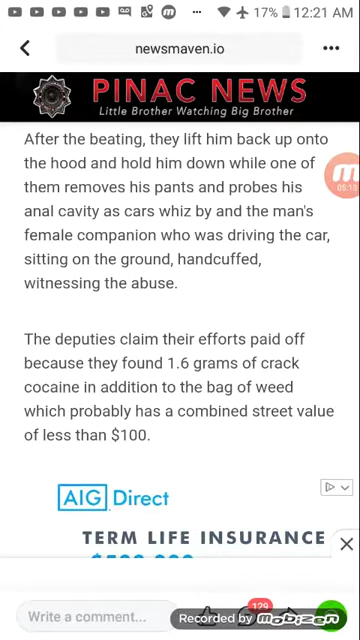 17% 12:21 AM
newsmaven.io
PINAC NEWS
Little Brother Watching Big Brother
After the beating, they lift him back up onto
the hood and hold him down while one of
them removes his pants and probes his
05:13
anal cavity as cars whiz by and the man's
female companion who was driving the car,
sitting on the ground, handcuffed,
witnessing the abuse.
The deputies claim their efforts paid off
because they found 1.6 grams of crack
cocaine in addition to the bag of weed
which probably has a combined street value
of less than $100.
AIG Direct
TERM LIFE INSURANCE
Write a comment...
129
Recorded by mobizen